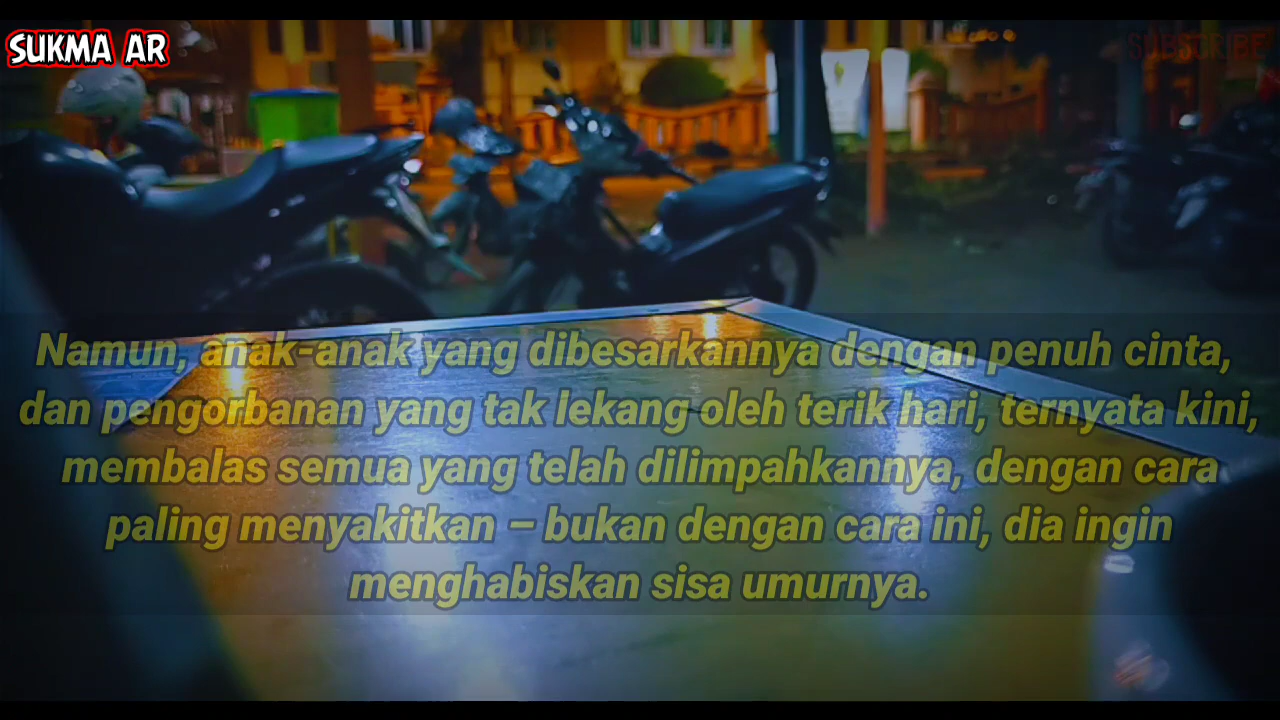 SUKMA AR
SUBSCRIBE
Namun, anak-anak yang dibesarkannya dengan penuh cinta,
dan pengorbanan yang tak lekang oleh terik hari, ternyata kini,
membalas semua yang telah dilimpahkannya, dengan cara
paling menyakitkan – bukan dengan cara ini, dia ingin
menghabiskan sisa umurnya.